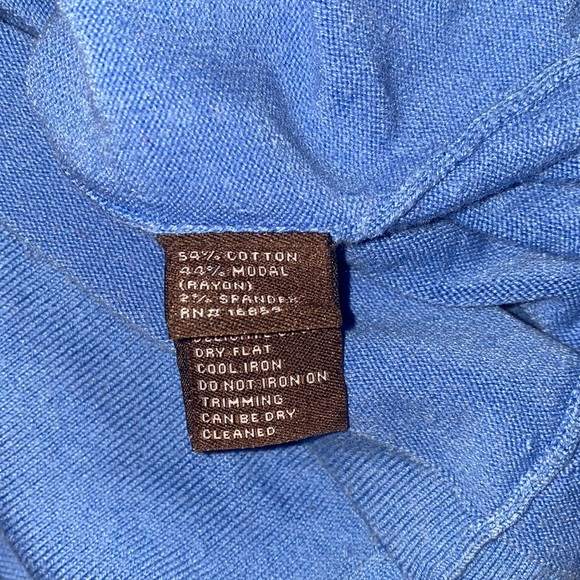 54% COTTON
44% MODAL
(RAYON)
2% SPANDEX
RN# 16859
DRY FLAT
COOL IRON
DO NOT IRON ON
TRIMMING
CAN BE DRY
CLEANED